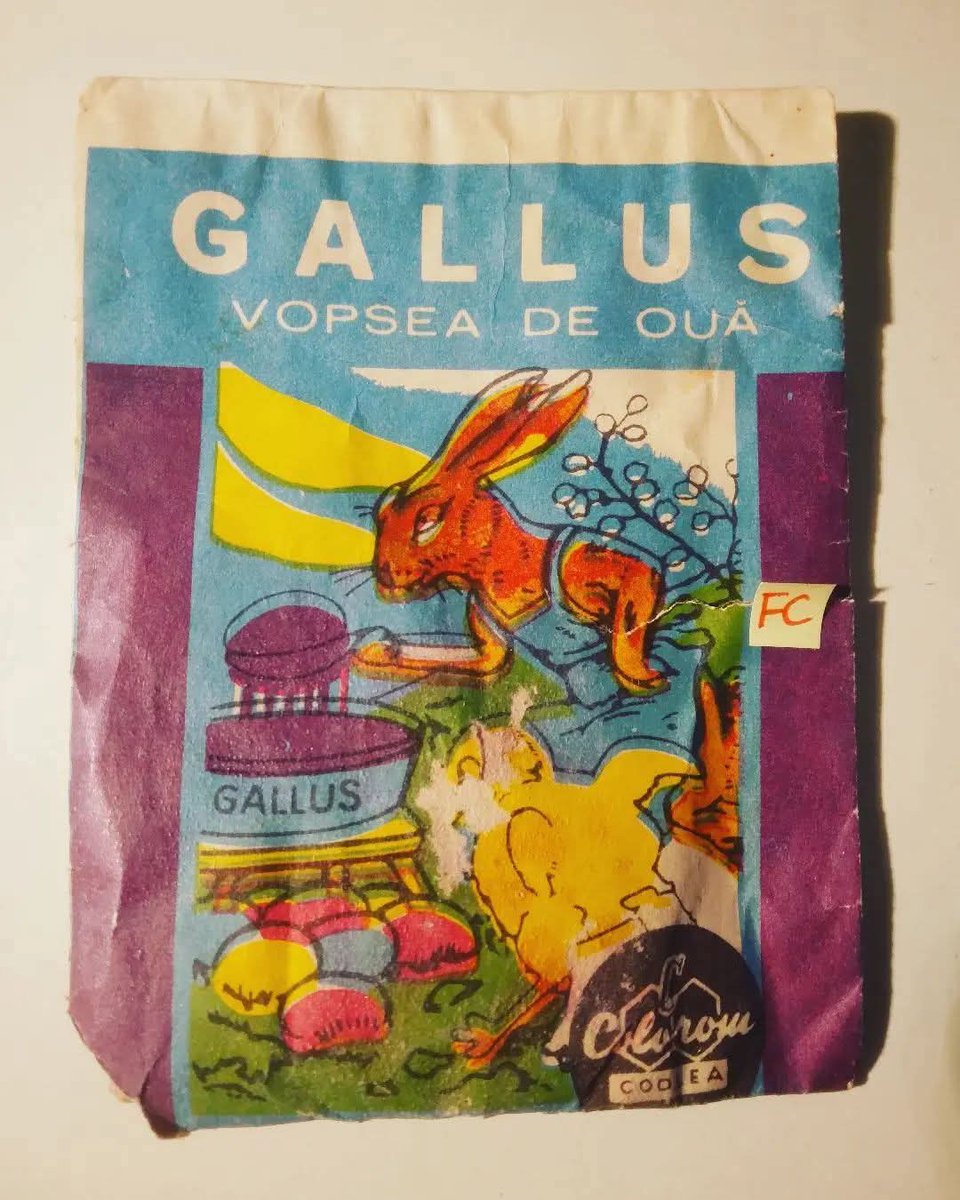 GALLUS
VOPSEA DE OUĂ
FC
GALLUS
Colorom
CODLEA